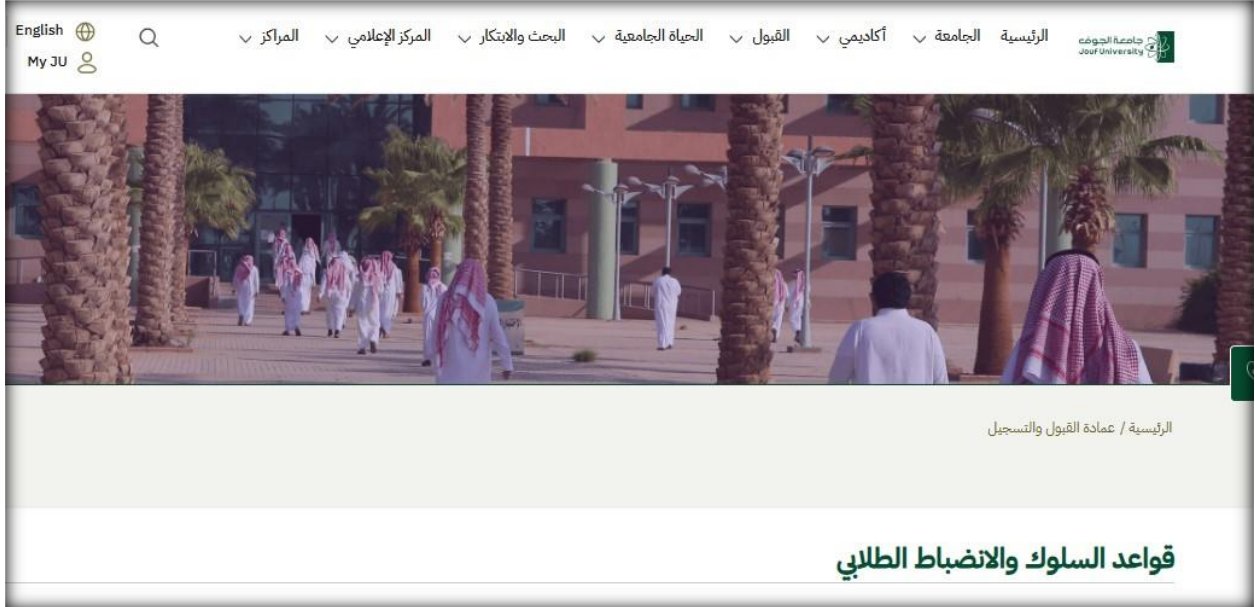 جامعة الجوف
Jouf University
الرئيسية
الجامعة
أكاديمي
القبول
الحياة الجامعية
البحث والابتكار
المركز الإعلامي
المراكز
English
My JU
الرئيسية / عمادة القبول والتسجيل
قواعد السلوك والانضباط الطلابي